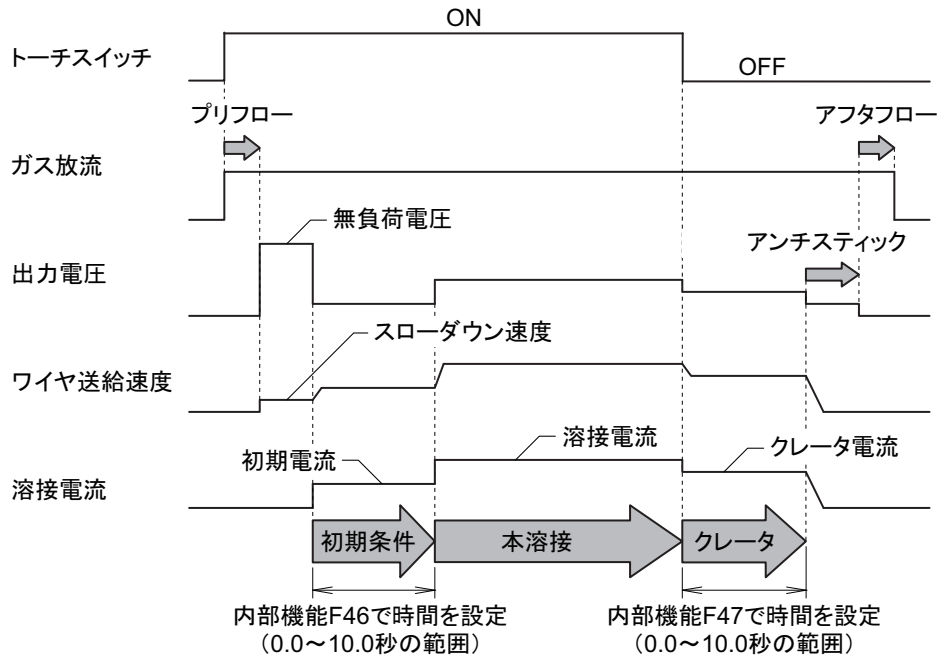 ON
トーチスイッチ
OFF
プリフロー
アフタフロー
ガス放流
無負荷電圧
アンチスティック
出力電圧
スローダウン速度
ワイヤ送給速度
溶接電流
初期電流
クレータ電流
溶接電流
初期条件
本溶接
クレータ
内部機能F46で時間を設定
（0.0～10.0秒の範囲）
内部機能F47で時間を設定
（0.0～10.0秒の範囲）